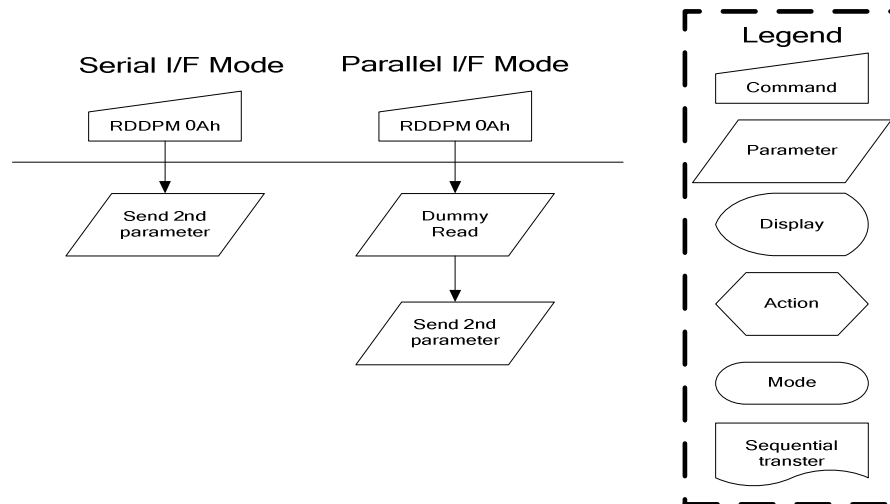 Serial I/F Mode
Parallel I/F Mode
RDDPM 0Ah
RDDPM 0Ah
Send 2nd
parameter
Dummy
Read
Send 2nd
parameter
Legend
Command
Parameter
Display
Action
Mode
Sequential
transter